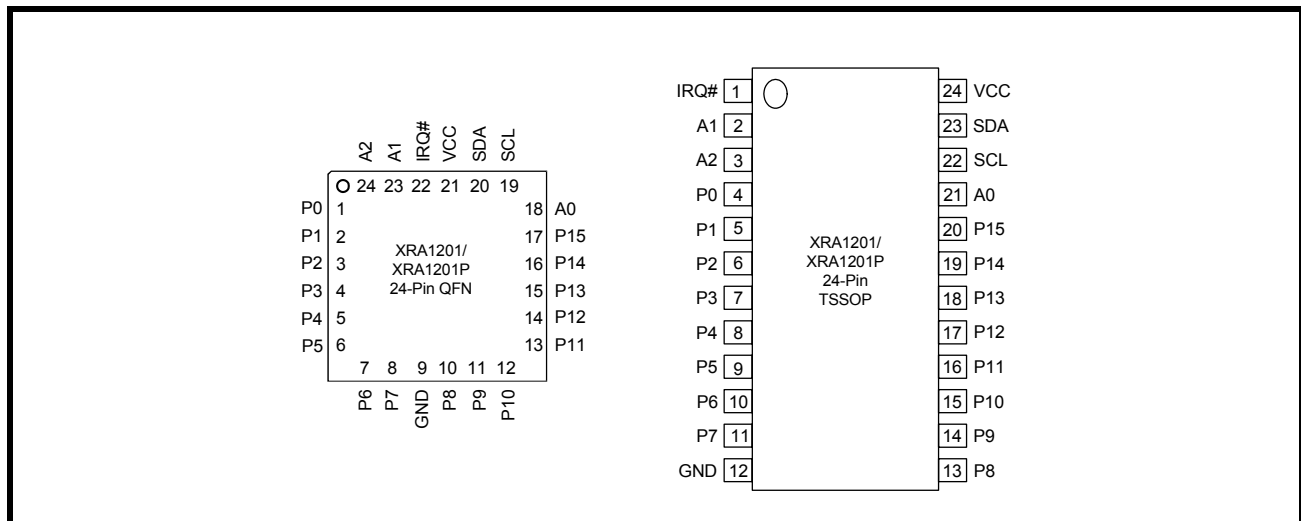 A2 A1 IRQ# VCC SDA SCL
24 23 22 21 20 19
P0 1 18 A0
P1 2 17 P15
P2 3 16 P14
P3 4 15 P13
P4 5 14 P12
P5 6 13 P11
XRA1201/
XRA1201P
24-Pin QFN
7 8 9 10 11 12
P6 P7 GND P8 P9 P10
IRQ# 1 24 VCC
A1 2 23 SDA
A2 3 22 SCL
P0 4 21 A0
P1 5 20 P15
P2 6 19 P14
P3 7 18 P13
P4 8 17 P12
P5 9 16 P11
P6 10 15 P10
P7 11 14 P9
GND 12 13 P8
XRA1201/
XRA1201P
24-Pin
TSSOP